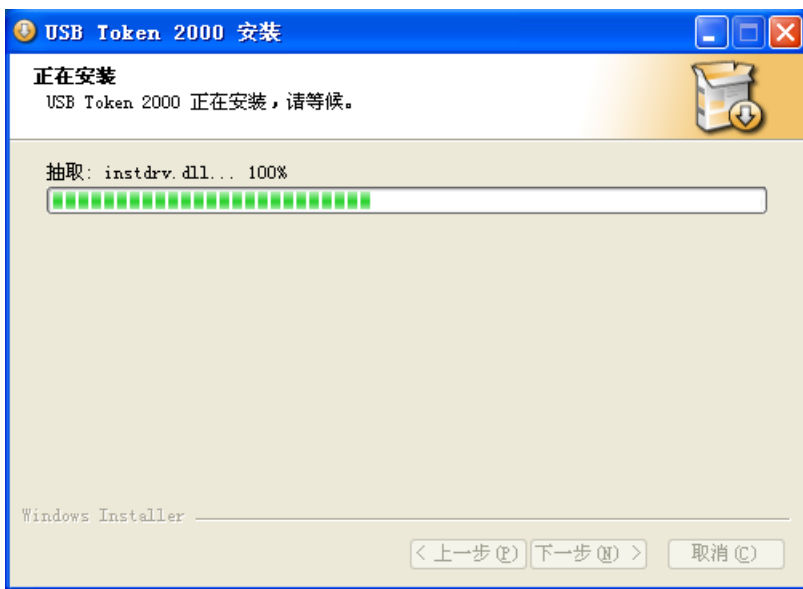 USB Token 2000 安装
正在安装
USB Token 2000 正在安装，请等候。
抽取: instdrv.dll... 100%
Windows Installer
< 上一步(P) 下一步(N) > 取消(C)